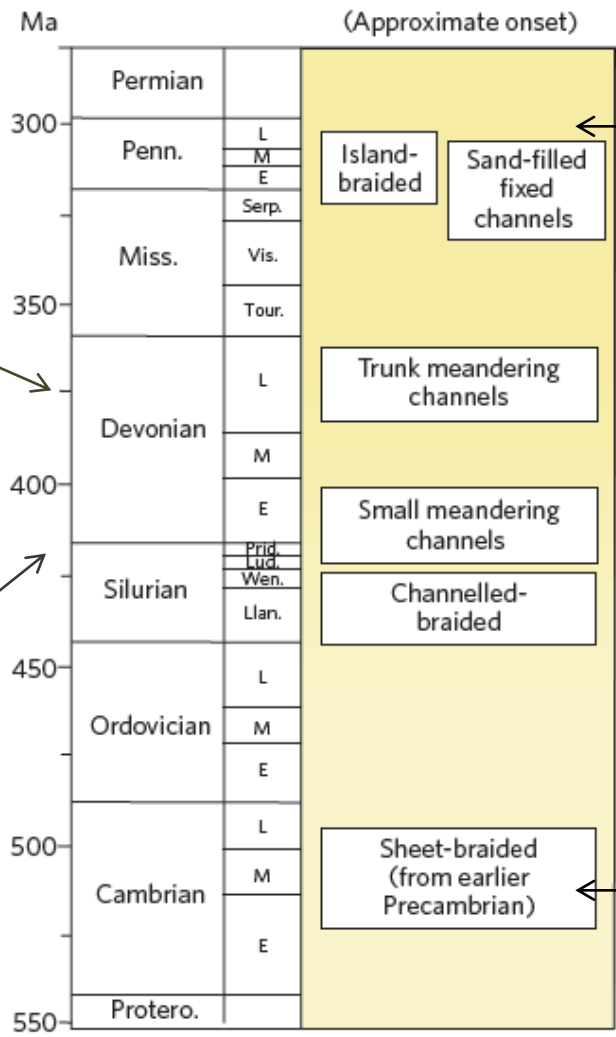 Ma
(Approximate onset)
Permian
300
Penn.
L
M
E
Island-
braided
Sand-filled
fixed
channels
Miss.
Serp.
Vis.
Tour.
350
Devonian
L
M
E
Trunk meandering
channels
400
Small meandering
channels
Silurian
Prid.
Lud.
Wen.
Llan.
Channelled-
braided
450
Ordovician
L
M
E
500
Cambrian
L
M
E
Sheet-braided
(from earlier
Precambrian)
Protero.
550